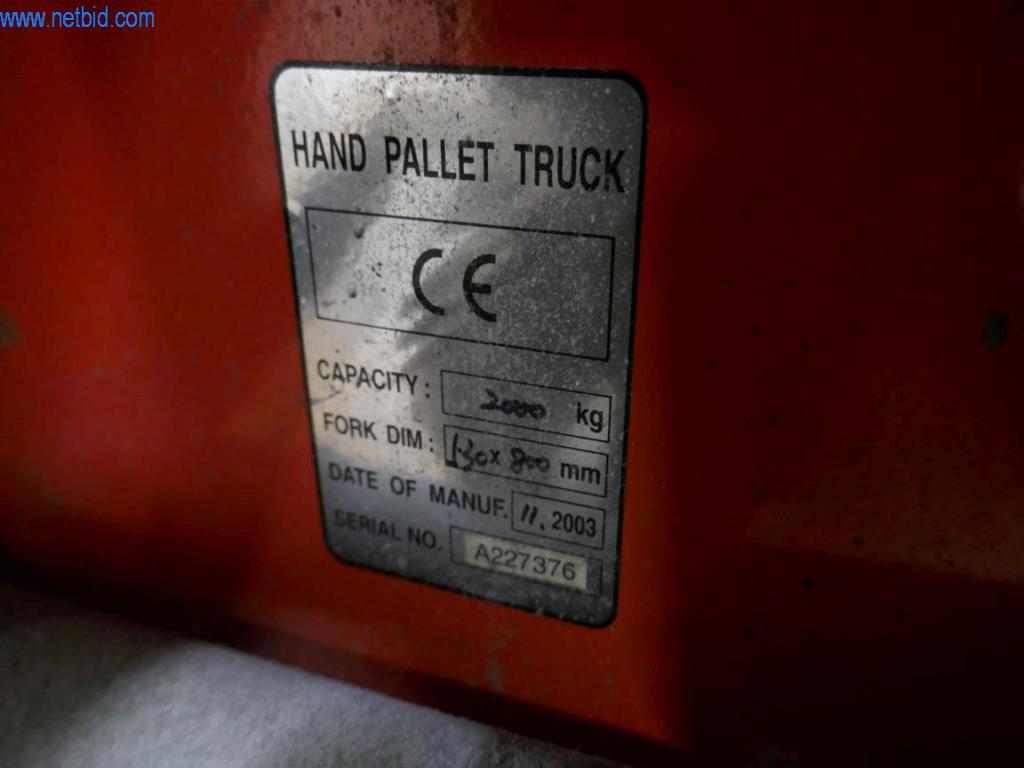 www.netbid.com
HAND PALLET TRUCK
CE
CAPACITY: 2000 kg
FORK DIM: x 800 mm
DATE OF MANUF. 11. 2003
SERIAL NO. A227376